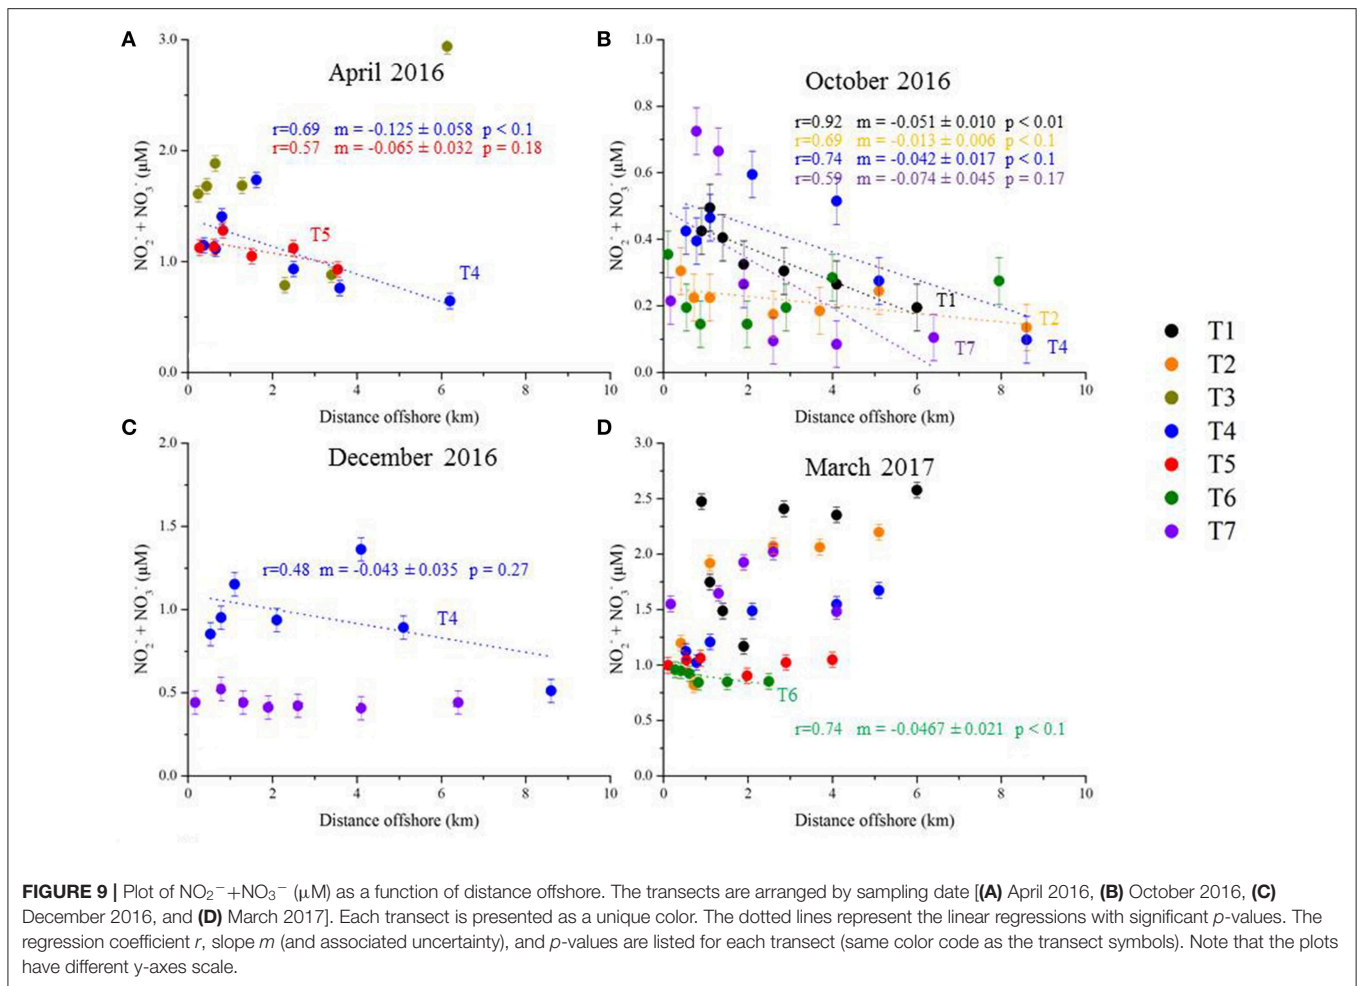 A
3.0
2.0
1.0
0.0
NO₂⁻ + NO₃⁻ (μM)
April 2016
r=0.69 m = -0.125 ± 0.058 p < 0.1
r=0.57 m = -0.065 ± 0.032 p = 0.18
T5
T4
0 2 4 6 8 10
Distance offshore (km)
B
1.0
0.8
0.6
0.4
0.2
0.0
NO₂⁻ + NO₃⁻ (μM)
October 2016
r=0.92 m = -0.051 ± 0.010 p < 0.01
r=0.69 m = -0.013 ± 0.006 p < 0.1
r=0.74 m = -0.042 ± 0.017 p < 0.1
r=0.59 m = -0.074 ± 0.045 p = 0.17
T1
T2
T7
T4
0 2 4 6 8 10
Distance offshore (km)
C
2.0
1.5
1.0
0.5
0.0
NO₂⁻ + NO₃⁻ (μM)
December 2016
r=0.48 m = -0.043 ± 0.035 p = 0.27
T4
0 2 4 6 8 10
Distance offshore (km)
D
3.0
2.5
2.0
1.5
1.0
0.5
0.0
NO₂⁻ + NO₃⁻ (μM)
March 2017
T6
r=0.74 m = -0.0467 ± 0.021 p < 0.1
0 2 4 6 8 10
Distance offshore (km)
T1
T2
T3
T4
T5
T6
T7
FIGURE 9 | Plot of NO₂⁻+NO₃⁻ (μM) as a function of distance offshore. The transects are arranged by sampling date [(A) April 2016, (B) October 2016, (C)
December 2016, and (D) March 2017]. Each transect is presented as a unique color. The dotted lines represent the linear regressions with significant p-values. The
regression coefficient r, slope m (and associated uncertainty), and p-values are listed for each transect (same color code as the transect symbols). Note that the plots
have different y-axes scale.